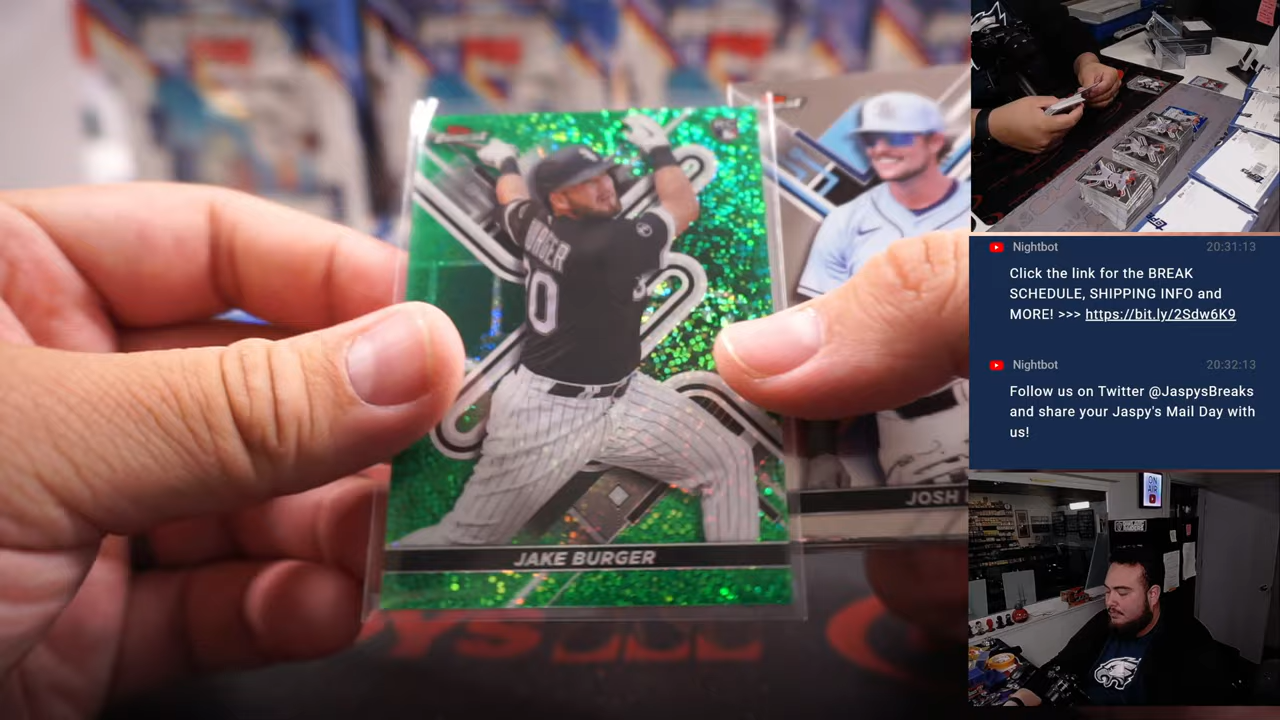 BURGER
30
JAKE BURGER
JOSH
Nightbot 20:31:13
Click the link for the BREAK
SCHEDULE, SHIPPING INFO and
MORE! >>> https://bit.ly/2Sdw6K9
Nightbot 20:32:13
Follow us on Twitter @JaspysBreaks
and share your Jaspy's Mail Day with
us!
ON
AIR